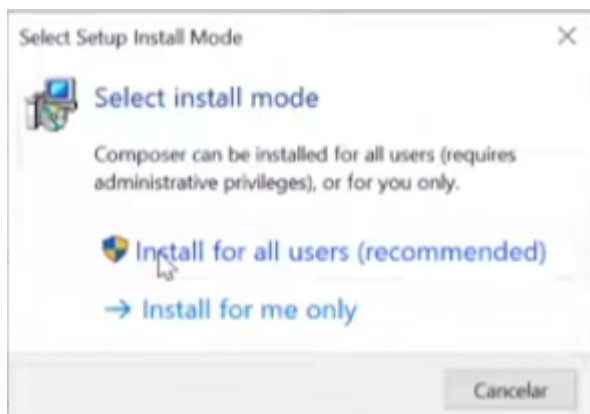 Select Setup Install Mode
Select install mode
Composer can be installed for all users (requires
administrative privileges), or for you only.
Install for all users (recommended)
Install for me only
Cancelar